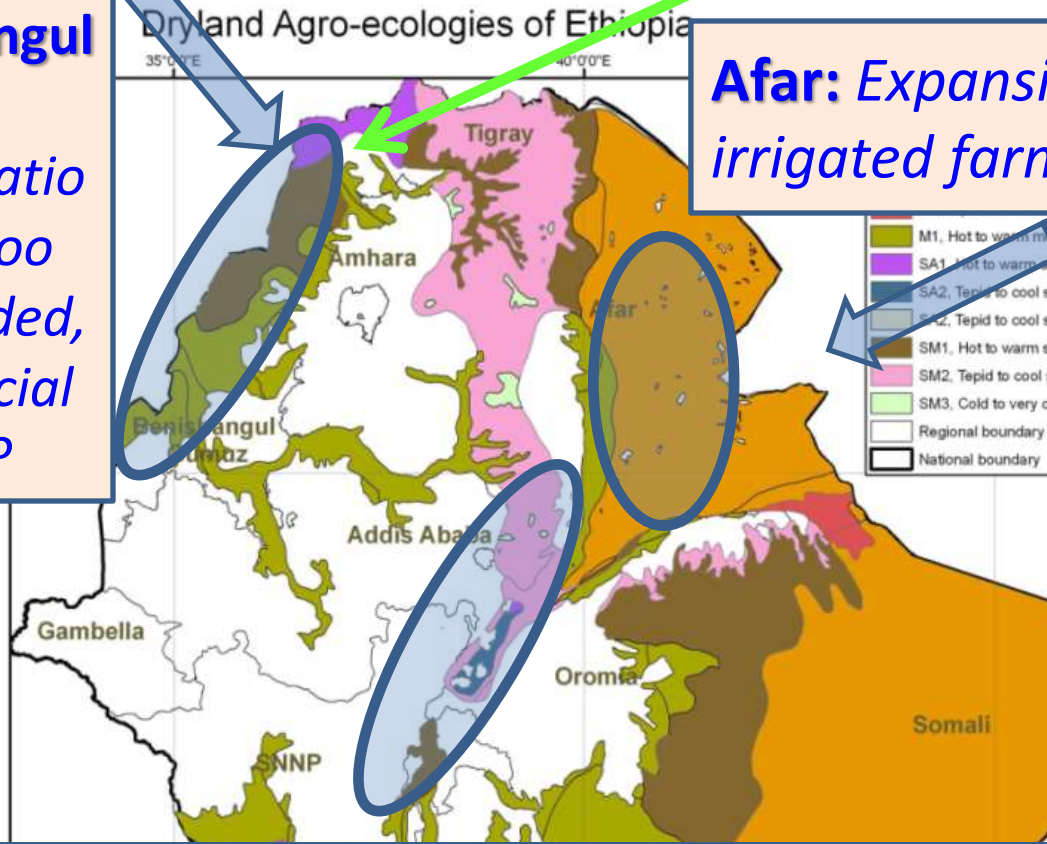 ngul
atio
oo
ded,
cial
Dryland Agro-ecologies of Ethiopia
35°0'0"E
40°0'0"E
Afar: Expansi
irrigated farn
Tigray
Amhara
Afar
Benishangul
Gumuz
Addis Ababa
Gambella
Oromia
Somali
SNNP
M1, Hot to warm m
SA1, Hot to warm
SA2, Tepid to cool s
SA2, Tepid to cool s
SM1, Hot to warm s
SM2, Tepid to cool s
SM3, Cold to very c
Regional boundary
National boundary